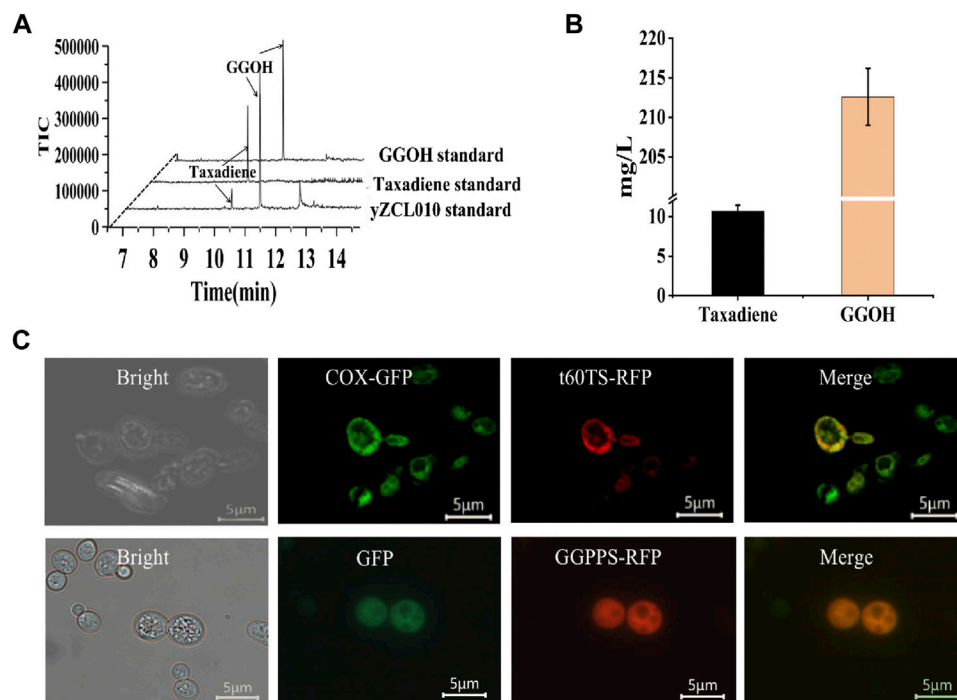 A
500000
400000
300000
200000
100000
0
TIC
GGOH
Taxadiene
GGOH standard
Taxadiene standard
yZCL010 standard
7 8 9 10 11 12 13 14
Time(min)
B
220
215
210
205
10
5
0
mg/L
Taxadiene GGOH
C
Bright COX-GFP t60TS-RFP Merge
5μm 5μm 5μm 5μm
Bright GFP GGPPS-RFP Merge
5μm 5μm 5μm 5μm